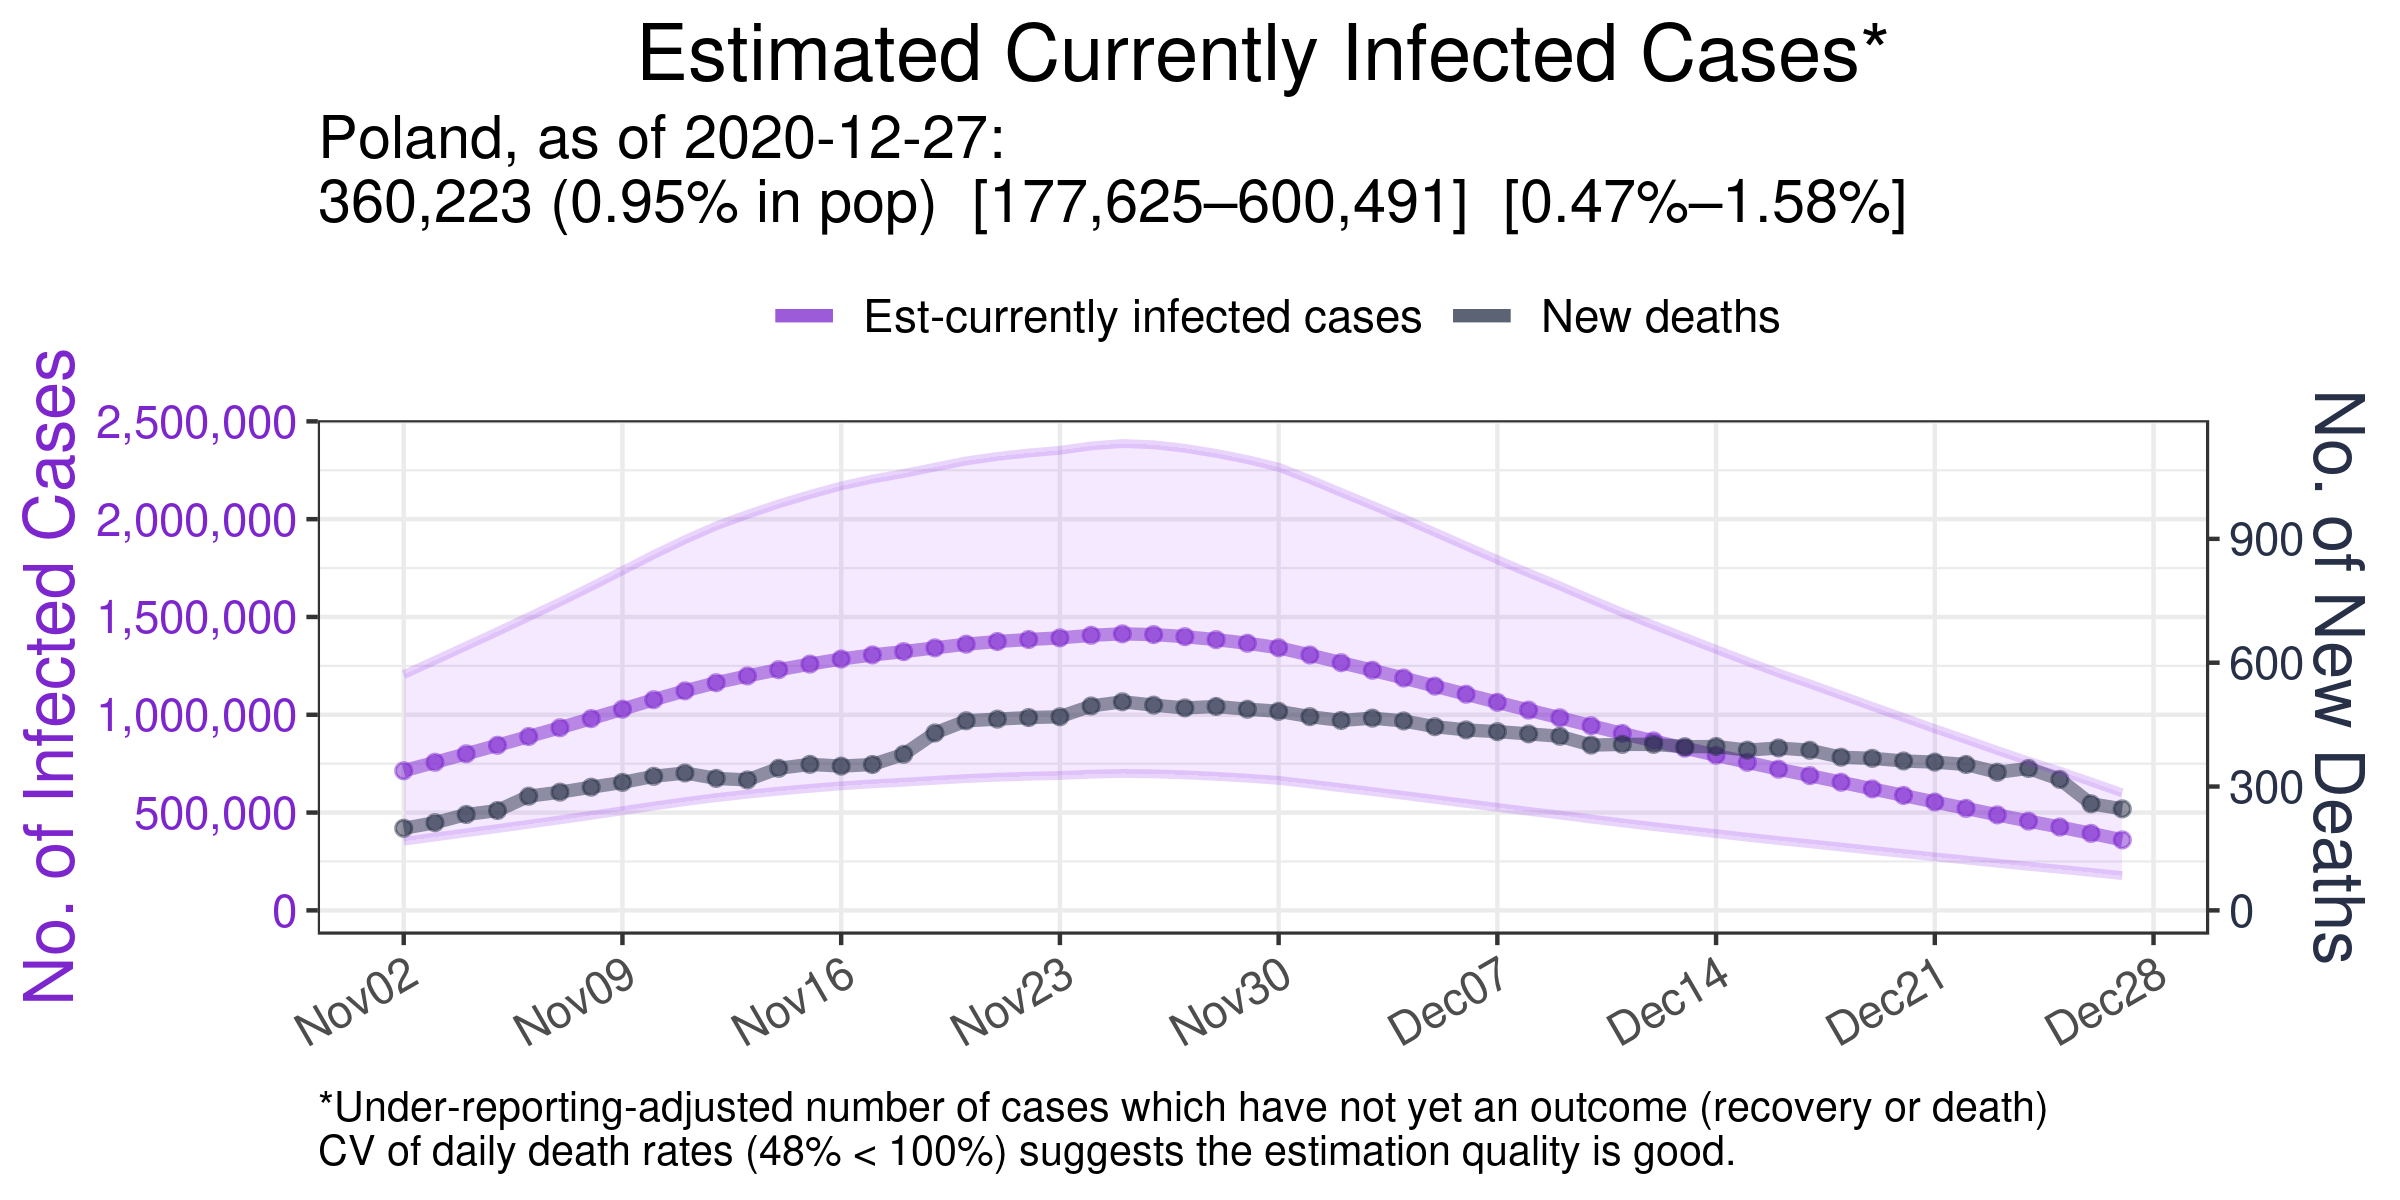 Estimated Currently Infected Cases*
Poland, as of 2020-12-27:
360,223 (0.95% in pop) [177,625–600,491] [0.47%–1.58%]
Est-currently infected cases
New deaths
No. of Infected Cases
2,500,000
2,000,000
1,500,000
1,000,000
500,000
0
No. of New Deaths
900
600
300
0
Nov02
Nov09
Nov16
Nov23
Nov30
Dec07
Dec14
Dec21
Dec28
*Under-reporting-adjusted number of cases which have not yet an outcome (recovery or death)
CV of daily death rates (48% < 100%) suggests the estimation quality is good.